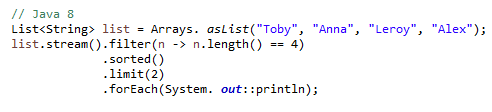 // Java 8
List<String> list = Arrays. asList("Toby", "Anna", "Leroy", "Alex");
list.stream().filter(n -> n.length() == 4)
.sorted()
.limit(2)
.forEach(System. out::println);